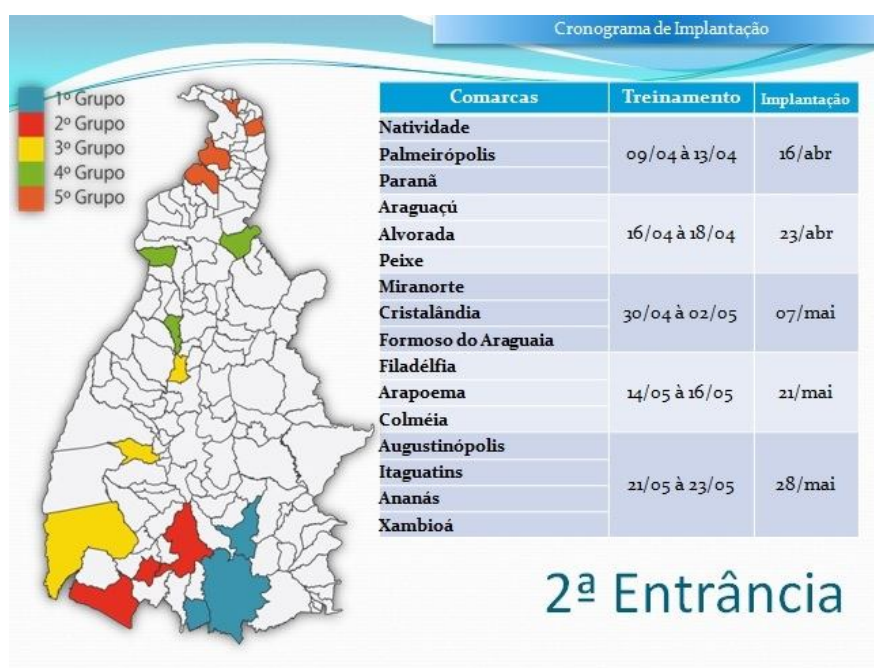 Cronograma de Implantação
1º Grupo
2º Grupo
3º Grupo
4º Grupo
5º Grupo
Comarcas Treinamento Implantação
Natividade
Palmeirópolis 09/04 à 13/04 16/abr
Paranã
Araguaçú
Alvorada 16/04 à 18/04 23/abr
Peixe
Miranorte
Cristalândia 30/04 à 02/05 07/mai
Formoso do Araguaia
Filadélfia
Arapoema 14/05 à 16/05 21/mai
Colméia
Augustinópolis
Itaguatins
21/05 à 23/05 28/mai
Ananás
Xambioá
2ª Entrância